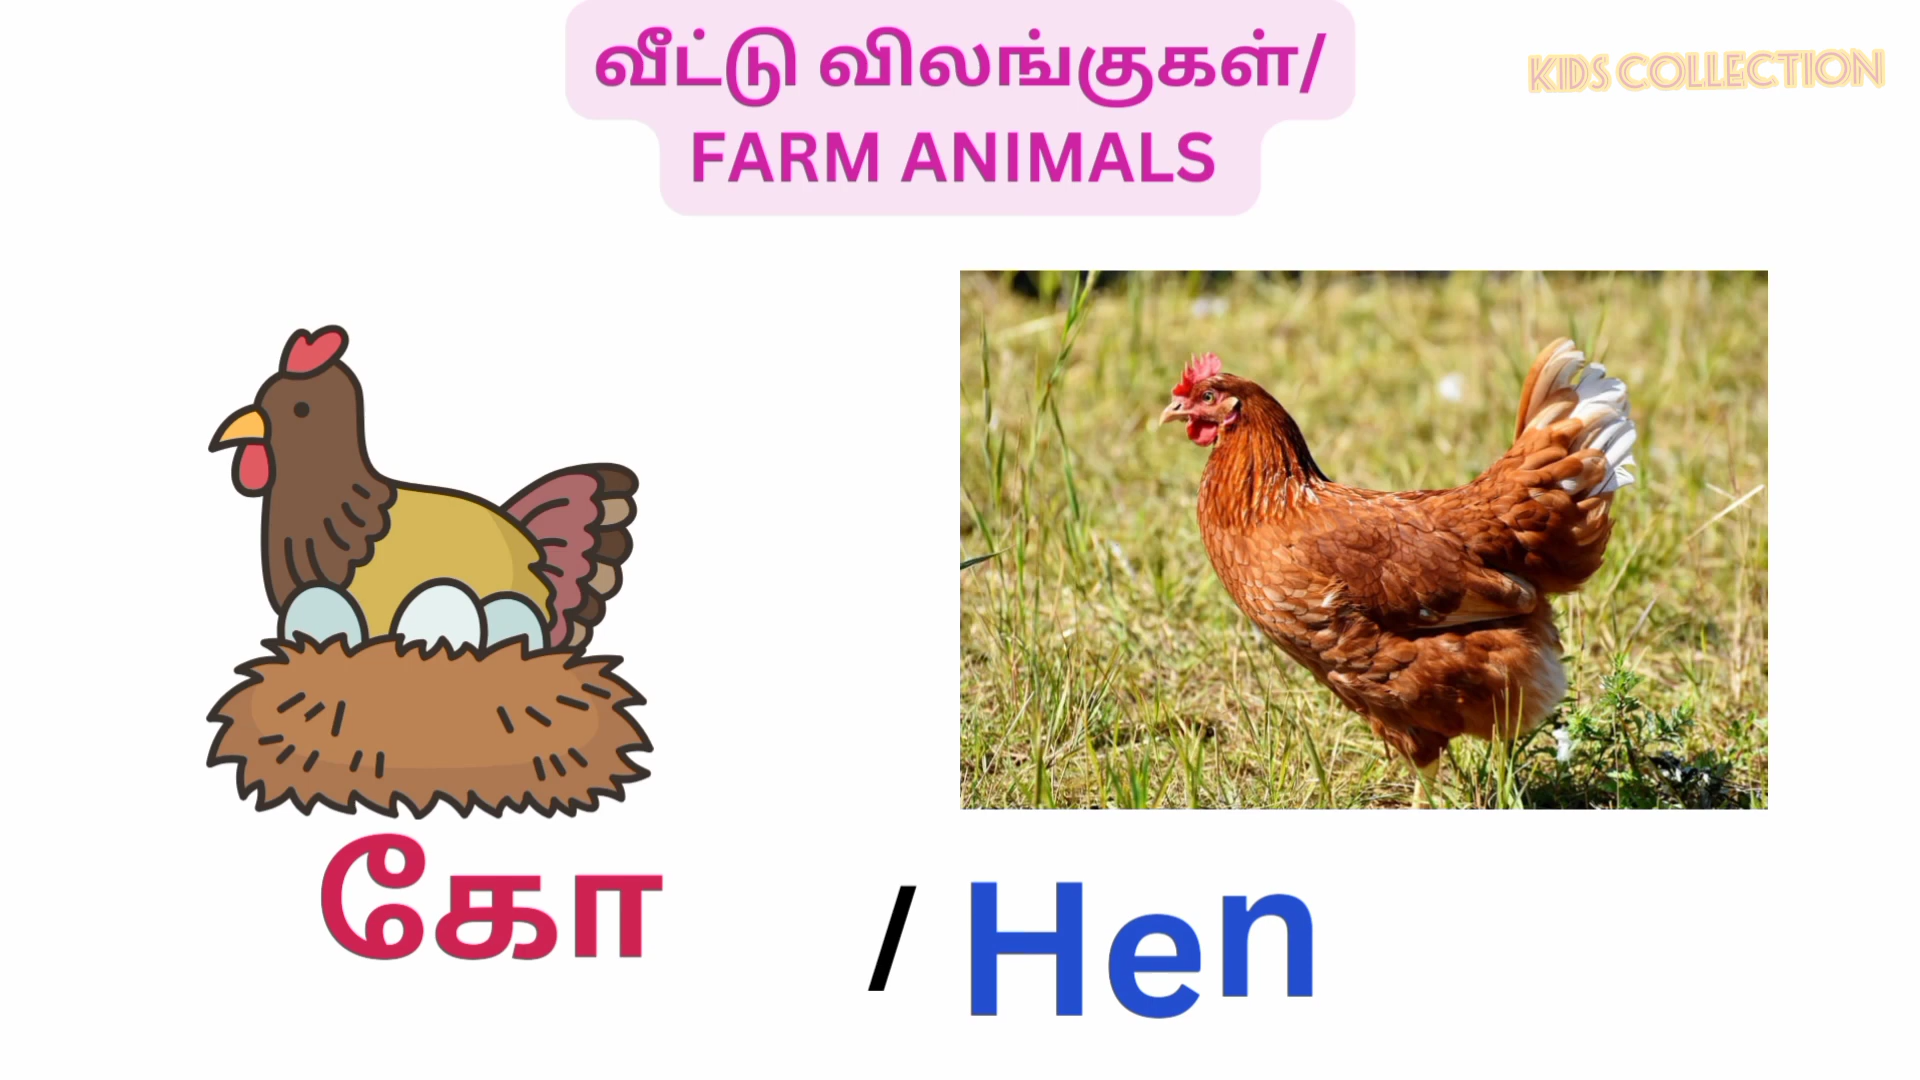 வீட்டு விலங்குகள்/
FARM ANIMALS
KIDS COLLECTION
கோ / Hen